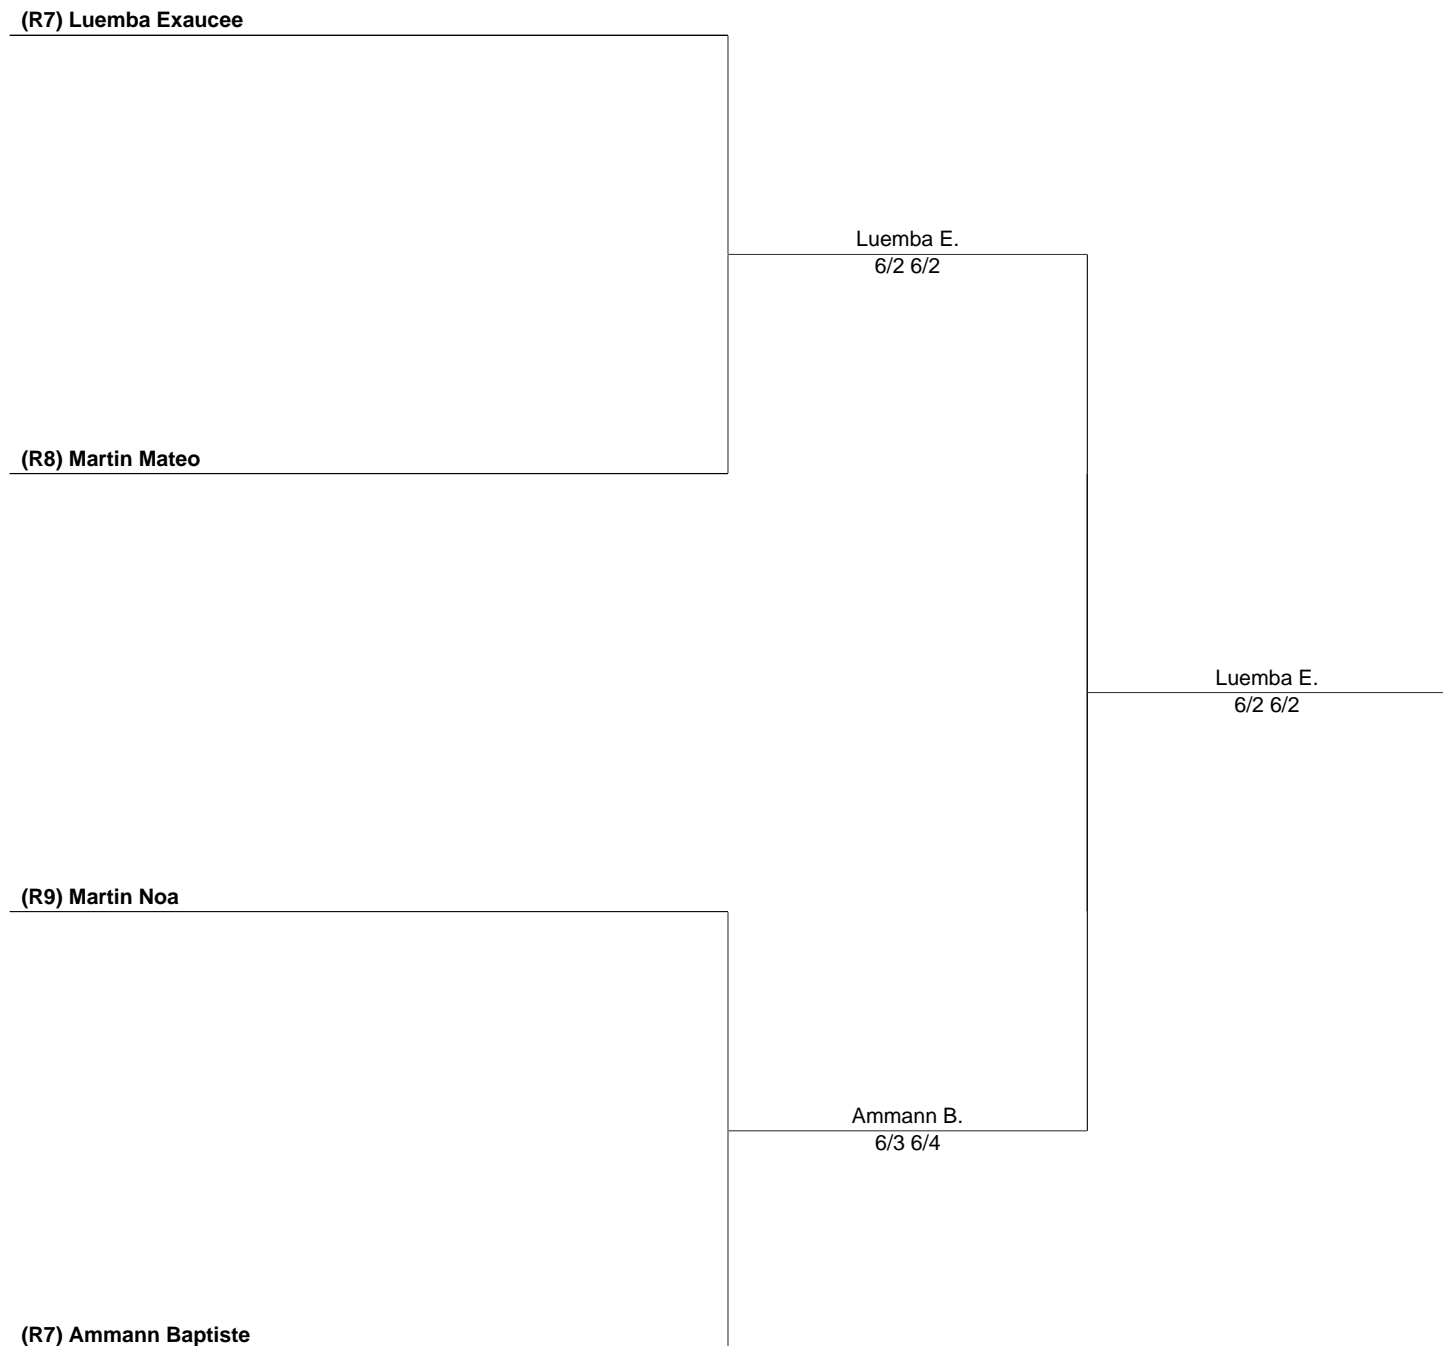 (R7) Luemba Exaucee
Luemba E.
6/2 6/2
(R8) Martin Mateo
Luemba E.
6/2 6/2
(R9) Martin Noa
Ammann B.
6/3 6/4
(R7) Ammann Baptiste